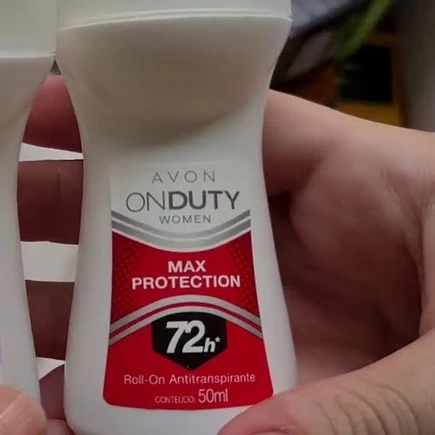 AVON
ONDUTY
WOMEN
MAX
PROTECTION
72h*
Roll-On Antitranspirante
CONTEÚDO: 50ml